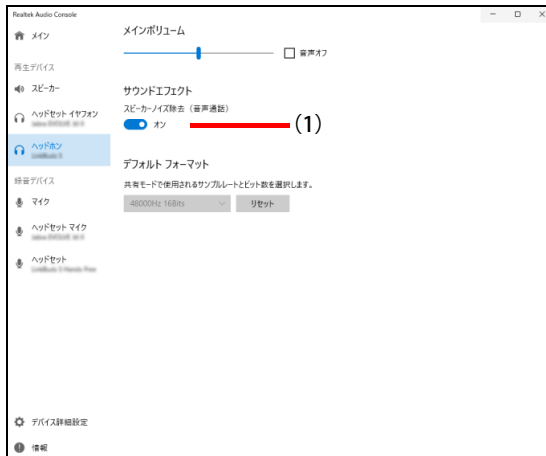 Realtek Audio Console
メイン
再生デバイス
スピーカー
ヘッドセット イヤフォン
ヘッドホン
録音デバイス
マイク
ヘッドセット マイク
ヘッドセット
デバイス詳細設定
情報
メインボリューム
音声オフ
サウンドエフェクト
スピーカーノイズ除去（音声通話）
オン
(1)
デフォルト フォーマット
共有モードで使用されるサンプルレートとビット数を選択します。
48000Hz 16Bits
リセット